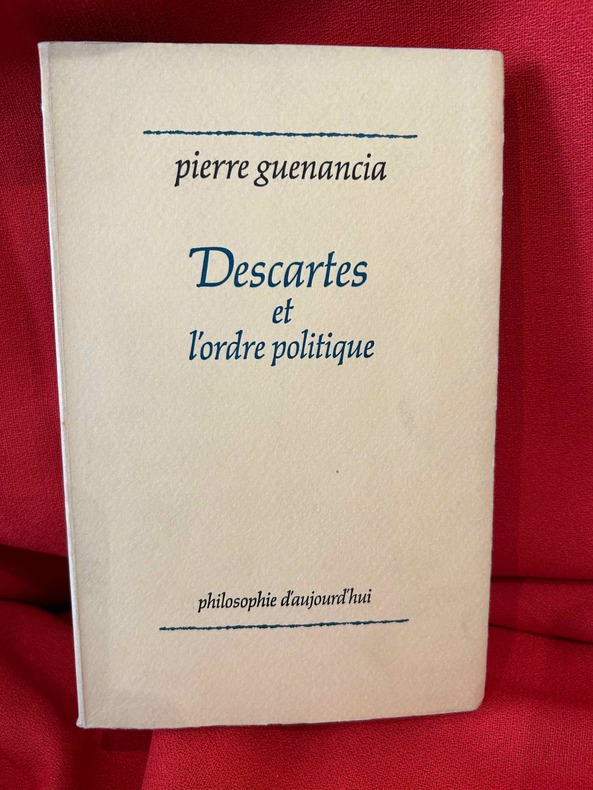 pierre guenancia
Descartes
et
l'ordre politique
philosophie d'aujourd'hui